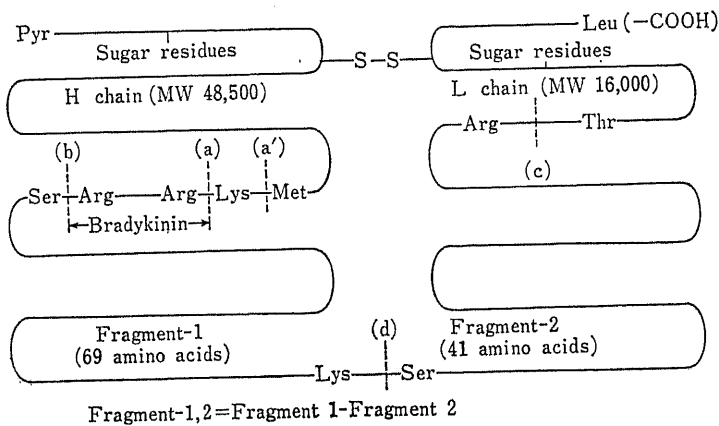 Pyr
Leu (-COOH)
Sugar residues
Sugar residues
S-S
H chain (MW 48,500)
L chain (MW 16,000)
Arg
Thr
(b)
(a)
(a′)
(c)
Ser
Arg
Arg
Lys
Met
Bradykinin
Fragment-1
(69 amino acids)
(d)
Fragment-2
(41 amino acids)
Lys
Ser
Fragment-1,2=Fragment 1-Fragment 2